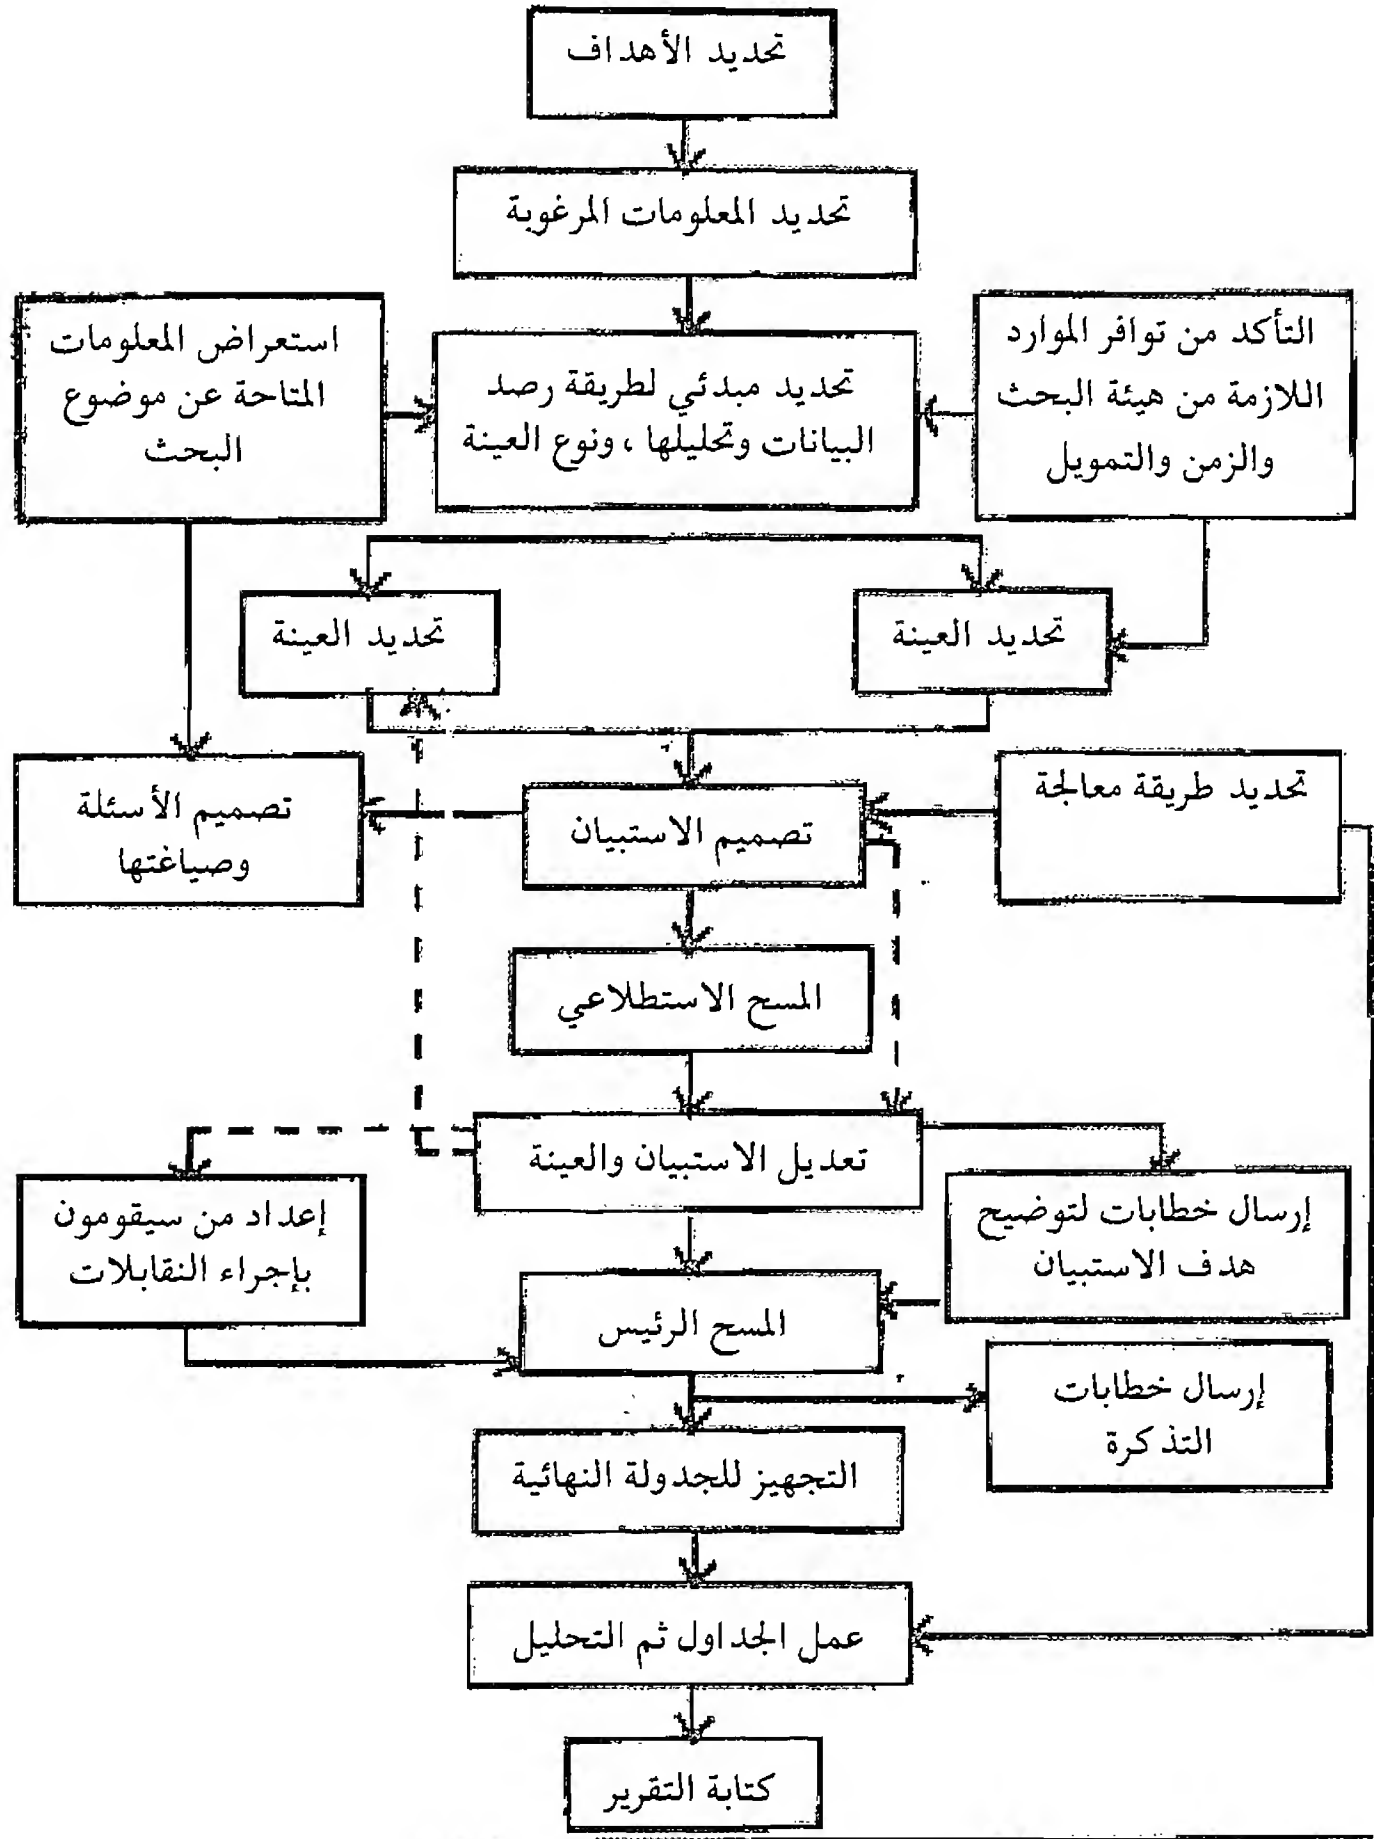 تحديد الأهداف
تحديد المعلومات المرغوبة
التأكد من توافر الموارد
اللازمة من هيئة البحث
والزمن والتمويل
تحديد مبدئي لطريقة رصد
البيانات وتحليلها ، ونوع العينة
استعراض المعلومات
المتاحة عن موضوع
البحث
تحديد العينة
تحديد العينة
تحديد طريقة معالجة
تصميم الاستبيان
تصميم الأسئلة
وصياغتها
المسح الاستطلاعي
تعديل الاستبيان والعينة
إرسال خطابات لتوضيح
هدف الاستبيان
إعداد من سيقومون
بإجراء النقابلات
المسح الرئيس
إرسال خطابات
التذكرة
التجهيز للجدولة النهائية
عمل الجداول ثم التحليل
كتابة التقرير